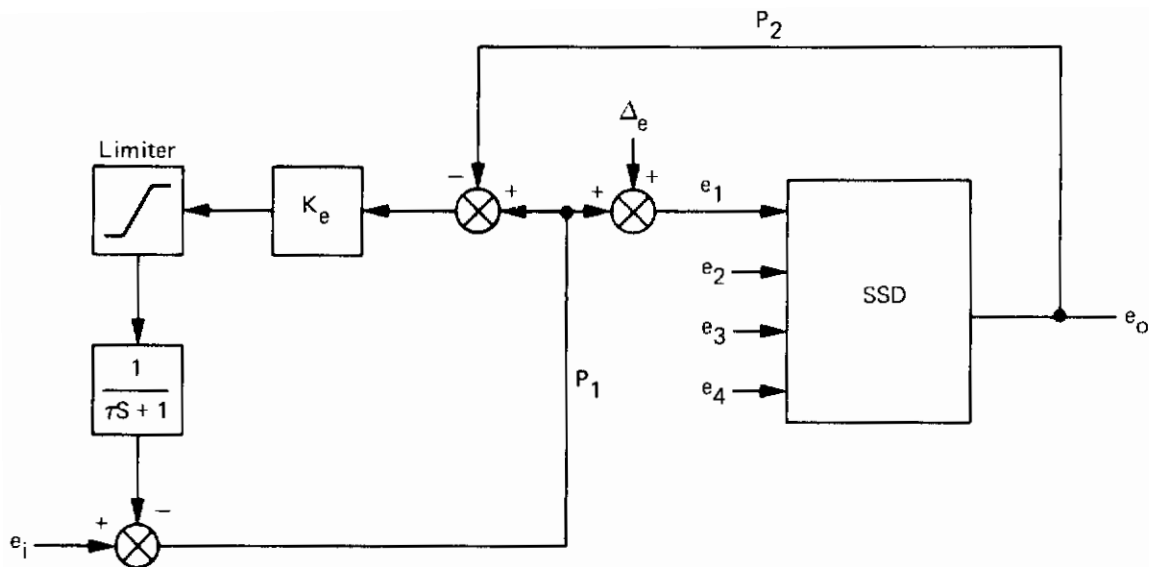 P2
Δe
Limiter
− + + +
Ke
e1
e2
SSD
e3
eo
e4
P1
1
τS + 1
+ −
ei